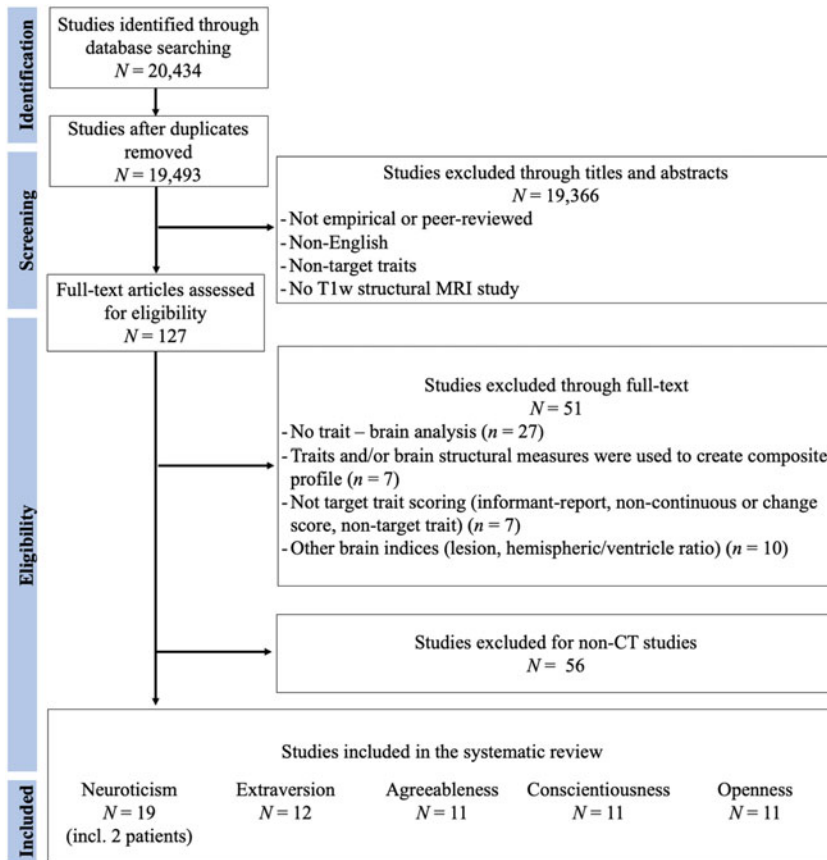 Identification
Studies identified through
database searching
N = 20,434
Studies after duplicates
removed
N = 19,493
Screening
Studies excluded through titles and abstracts
N = 19,366
- Not empirical or peer-reviewed
- Non-English
- Non-target traits
- No T1w structural MRI study
Full-text articles assessed
for eligibility
N = 127
Eligibility
Studies excluded through full-text
N = 51
- No trait – brain analysis (n = 27)
- Traits and/or brain structural measures were used to create composite
profile (n = 7)
- Not target trait scoring (informant-report, non-continuous or change
score, non-target trait) (n = 7)
- Other brain indices (lesion, hemispheric/ventricle ratio) (n = 10)
Studies excluded for non-CT studies
N = 56
Included
Studies included in the systematic review
Neuroticism
N = 19
(incl. 2 patients)
Extraversion
N = 12
Agreeableness
N = 11
Conscientiousness
N = 11
Openness
N = 11